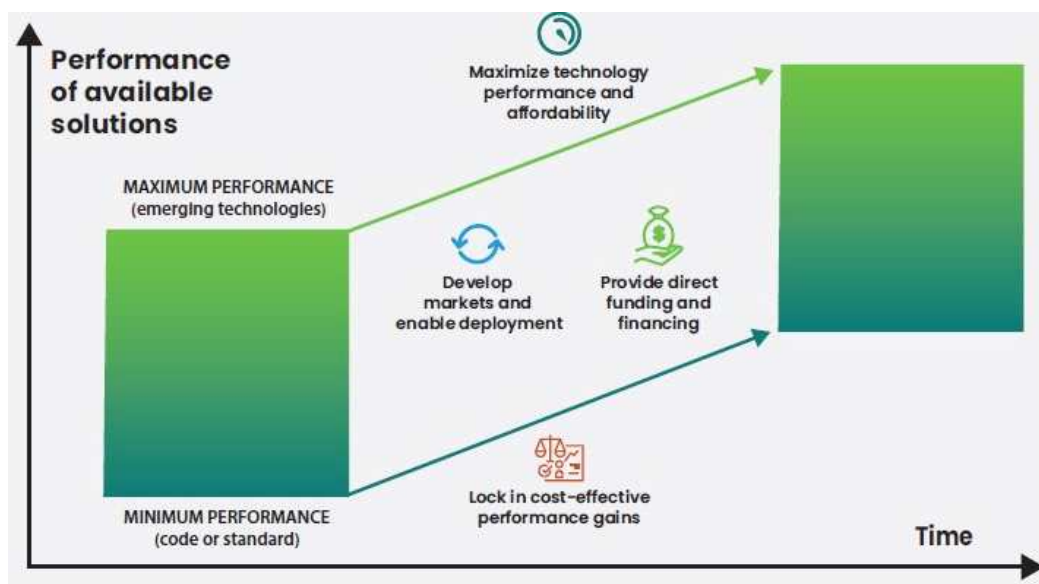 Performance
of available
solutions
Maximize technology
performance and
affordability
MAXIMUM PERFORMANCE
(emerging technologies)
Develop
markets and
enable deployment
Provide direct
funding and
financing
$
Lock in cost-effective
performance gains
MINIMUM PERFORMANCE
(code or standard)
Time